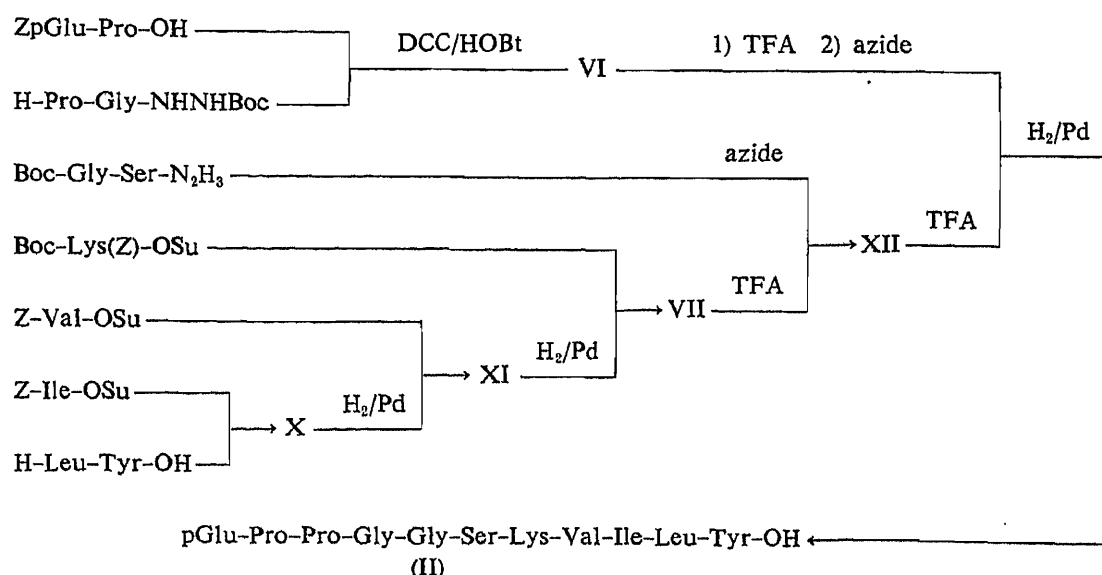 ZpGlu–Pro–OH
DCC/HOBt
1) TFA 2) azide
VI
H–Pro–Gly–NHNHBoc
H₂/Pd
Boc–Gly–Ser–N₂H₃
azide
Boc–Lys(Z)–OSu
XII
TFA
Z–Val–OSu
VII
TFA
Z–Ile–OSu
XI
H₂/Pd
X
H₂/Pd
H–Leu–Tyr–OH
pGlu–Pro–Pro–Gly–Gly–Ser–Lys–Val–Ile–Leu–Tyr–OH
(II)